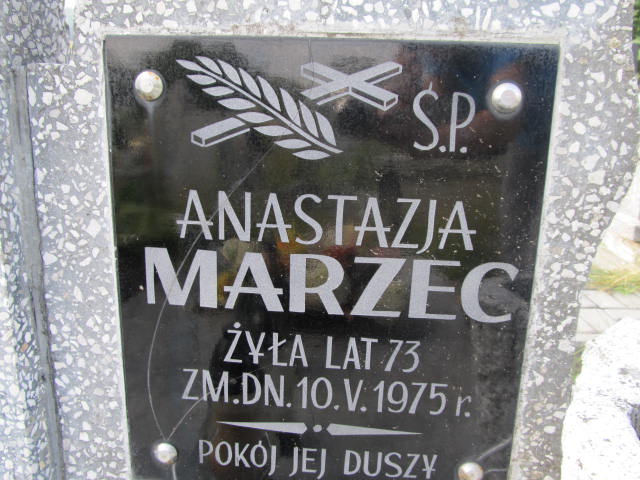 Ś.P.
ANASTAZJA
MARZEC
ŻYŁA LAT 73
ZM.DN. 10.V.1975 r.
POKÓJ JEJ DUSZY